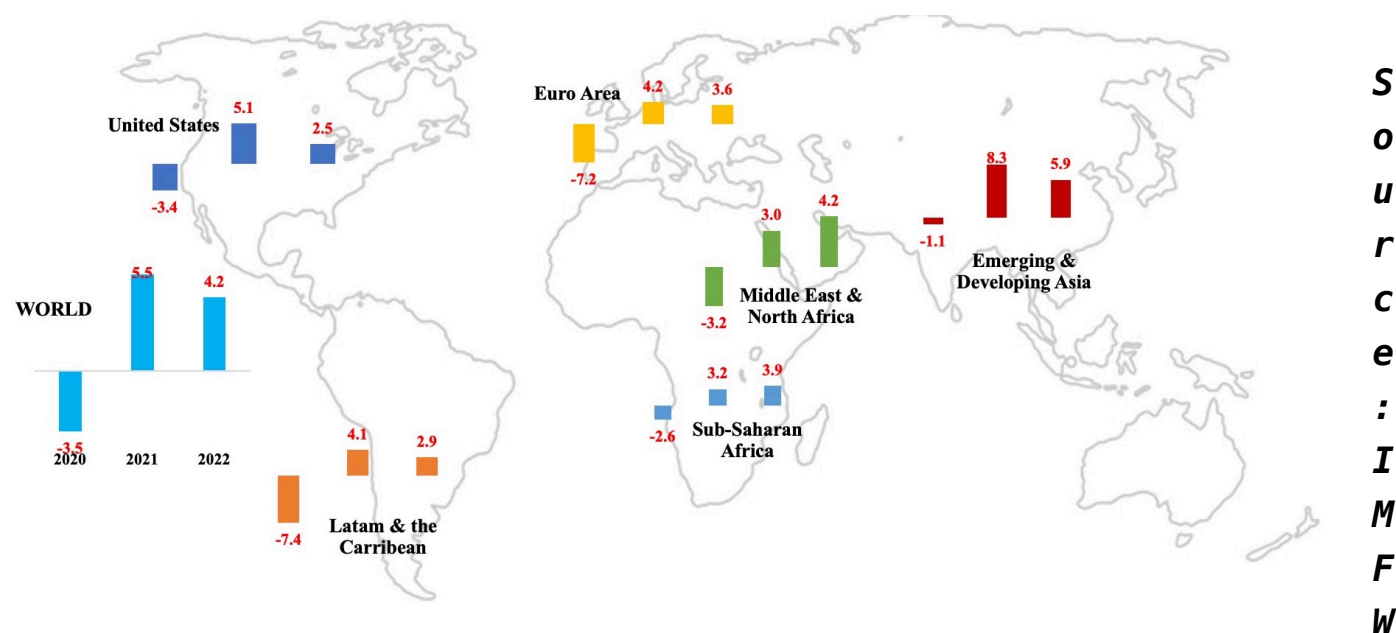 United States
-3.4
5.1
2.5
WORLD
-3.5
5.5
4.2
2020 2021 2022
Latam & the
Carribean
-7.4
4.1
2.9
Euro Area
-7.2
4.2
3.6
Middle East &
North Africa
-3.2
3.0
4.2
Sub-Saharan
Africa
-2.6
3.2
3.9
Emerging &
Developing Asia
-1.1
8.3
5.9
Source:IMFW